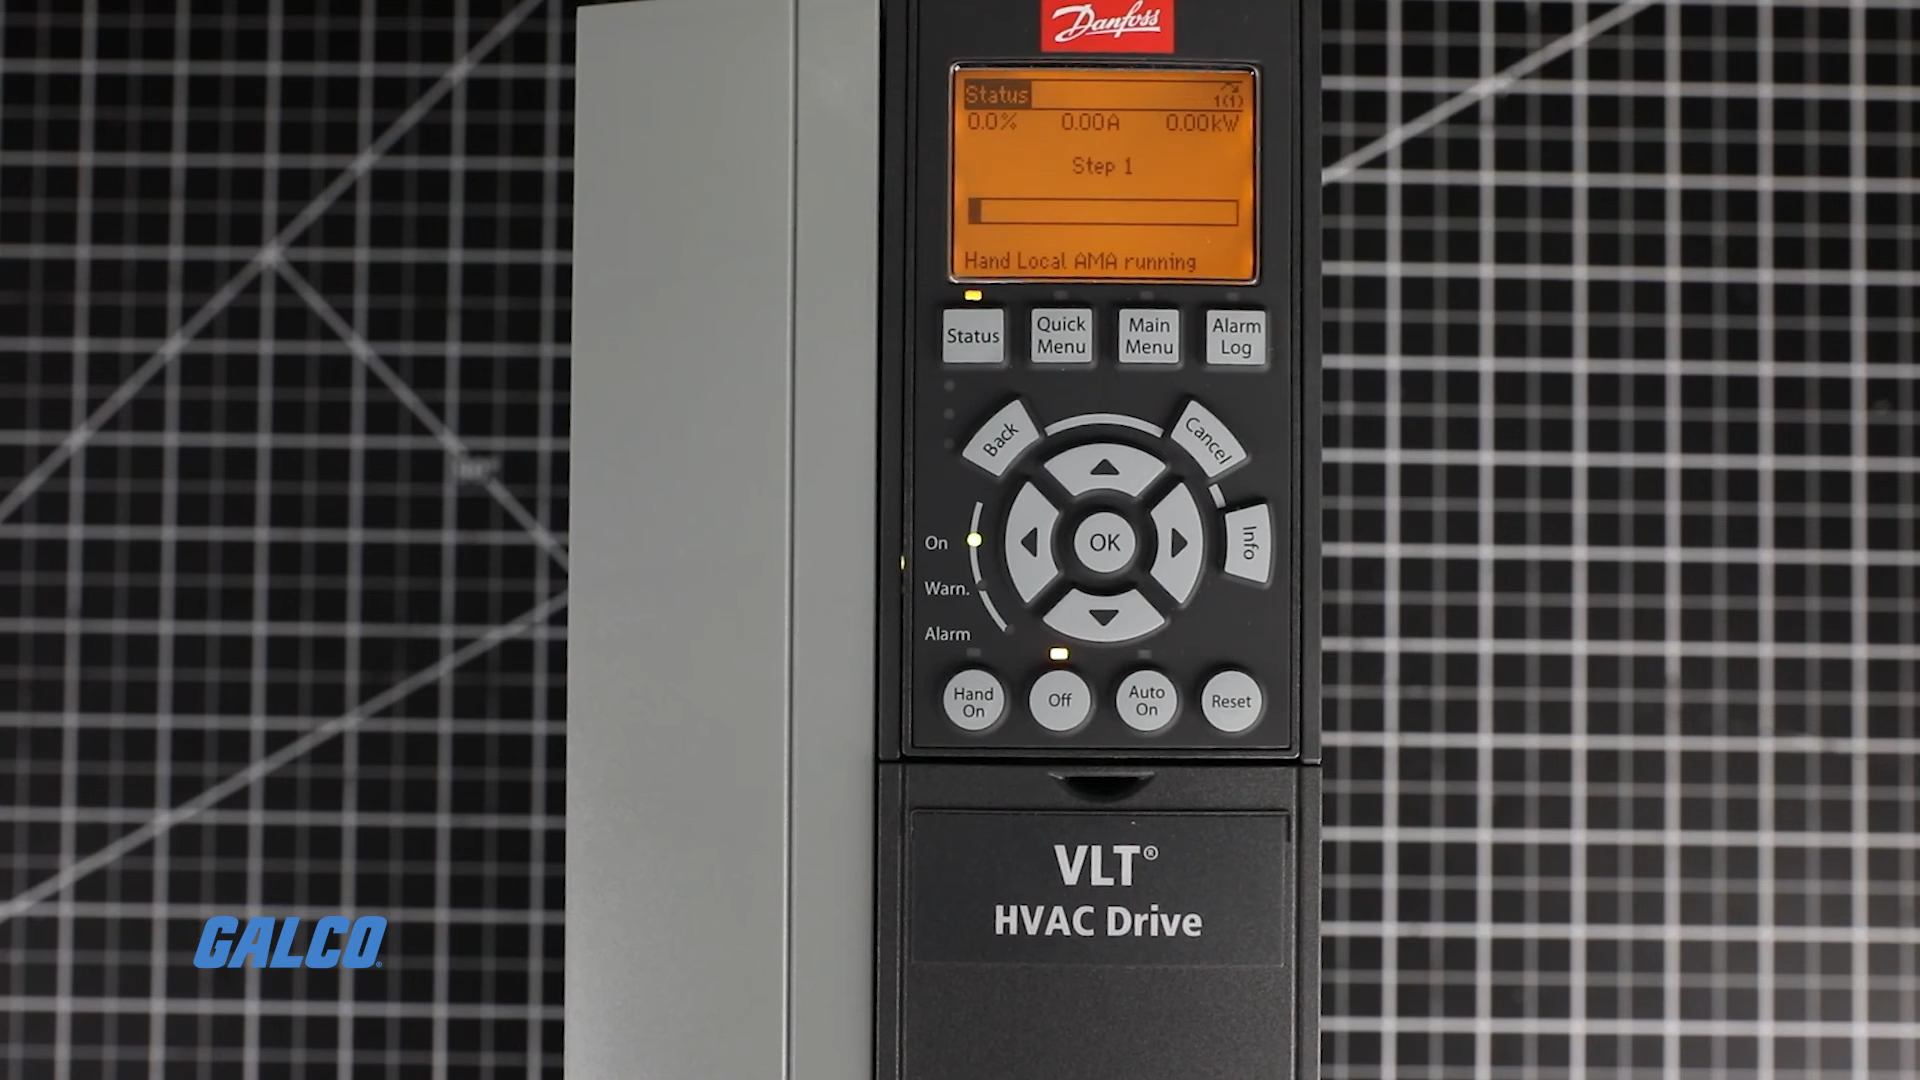 Danfoss
Status 1(1)
0.0% 0.00A 0.00kW
Step 1
Hand Local AMA running
Status
Quick
Menu
Main
Menu
Alarm
Log
Back
Cancel
Info
OK
On
Warn.
Alarm
Hand
On
Off
Auto
On
Reset
VLT®
HVAC Drive
GALCO®